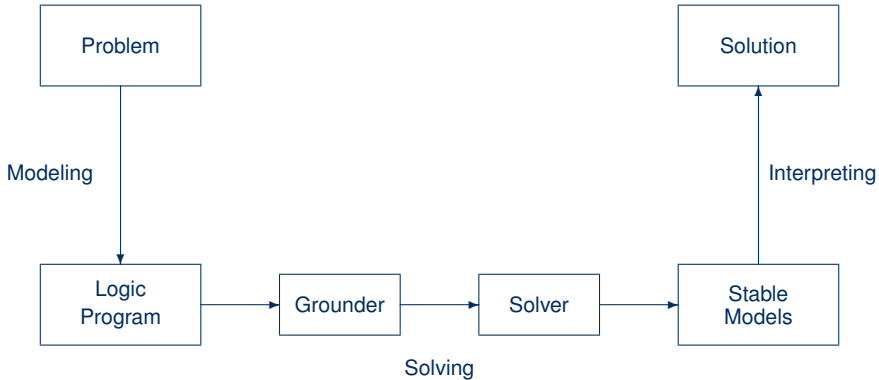 Problem
Solution
Modeling
Interpreting
Logic
Program
Grounder
Solver
Stable
Models
Solving